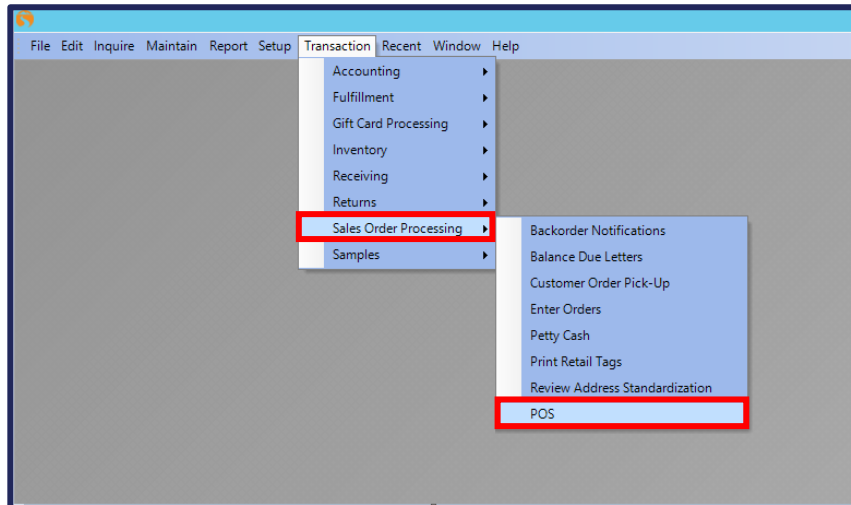 File Edit Inquire Maintain Report Setup Transaction Recent Window Help
Accounting
Fulfillment
Gift Card Processing
Inventory
Receiving
Returns
Sales Order Processing
Samples
Backorder Notifications
Balance Due Letters
Customer Order Pick-Up
Enter Orders
Petty Cash
Print Retail Tags
Review Address Standardization
POS